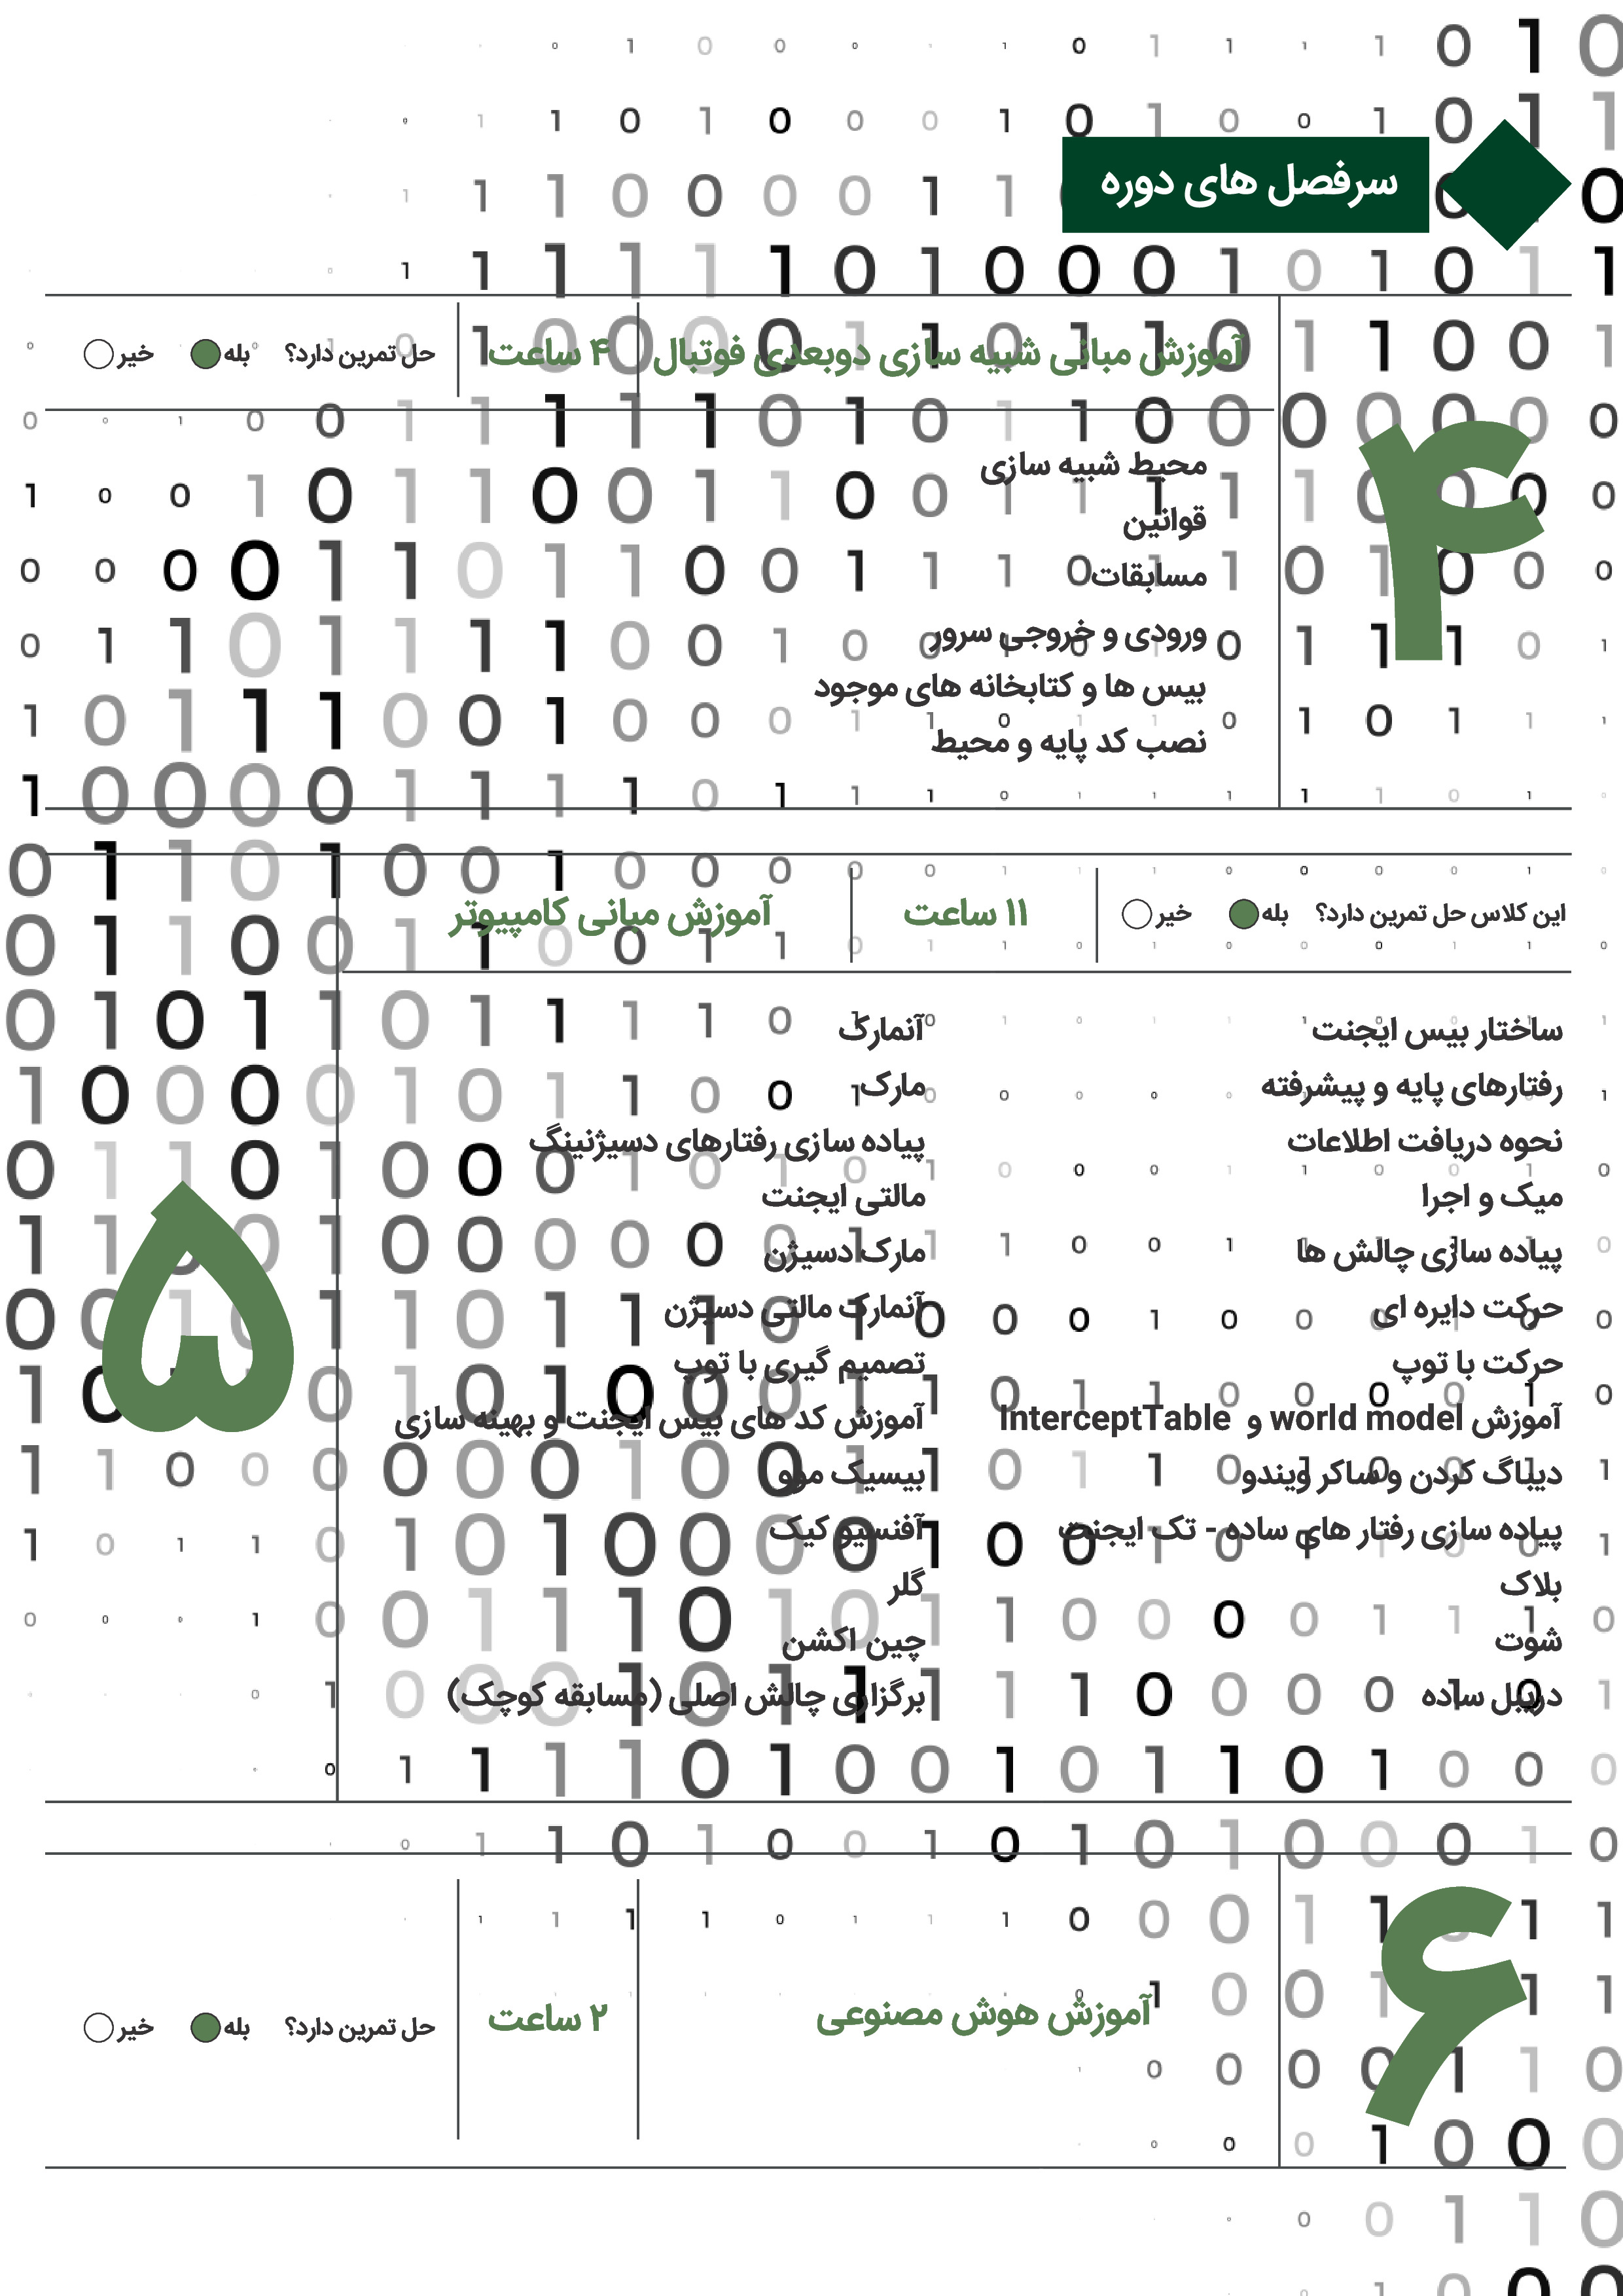 سرفصل های دوره
۴
آموزش مبانی شبیه سازی دوبعدی فوتبال
۴ ساعت
حل تمرین دارد؟ بله خیر
محیط شبیه سازی
قوانین
مسابقات
ورودی و خروجی سرور
بیس ها و کتابخانه های موجود
نصب کد پایه و محیط
این کلاس حل تمرین دارد؟ بله خیر
۱۱ ساعت
آموزش مبانی کامپیوتر
۵
ساختار بیس ایجنت
رفتارهای پایه و پیشرفته
نحوه دریافت اطلاعات
میک و اجرا
پیاده سازی چالش ها
حرکت دایره ای
حرکت با توپ
آموزش world model و InterceptTable
دیباگ کردن و ساکر ویندو
پیاده سازی رفتار های ساده - تک ایجنت
بلاک
شوت
دریبل ساده
آنمارک
مارک
پیاده سازی رفتارهای دسیژنینگ
مالتی ایجنت
مارک دسیژن
آنمارک مالتی دسیژن
تصمیم گیری با توپ
آموزش کد های بیس ایجنت و بهینه سازی
بیسیک موو
آفنسیو کیک
گلر
چین اکشن
برگزاری چالش اصلی (مسابقه کوچک)
۶
آموزش هوش مصنوعی
۲ ساعت
حل تمرین دارد؟ بله خیر